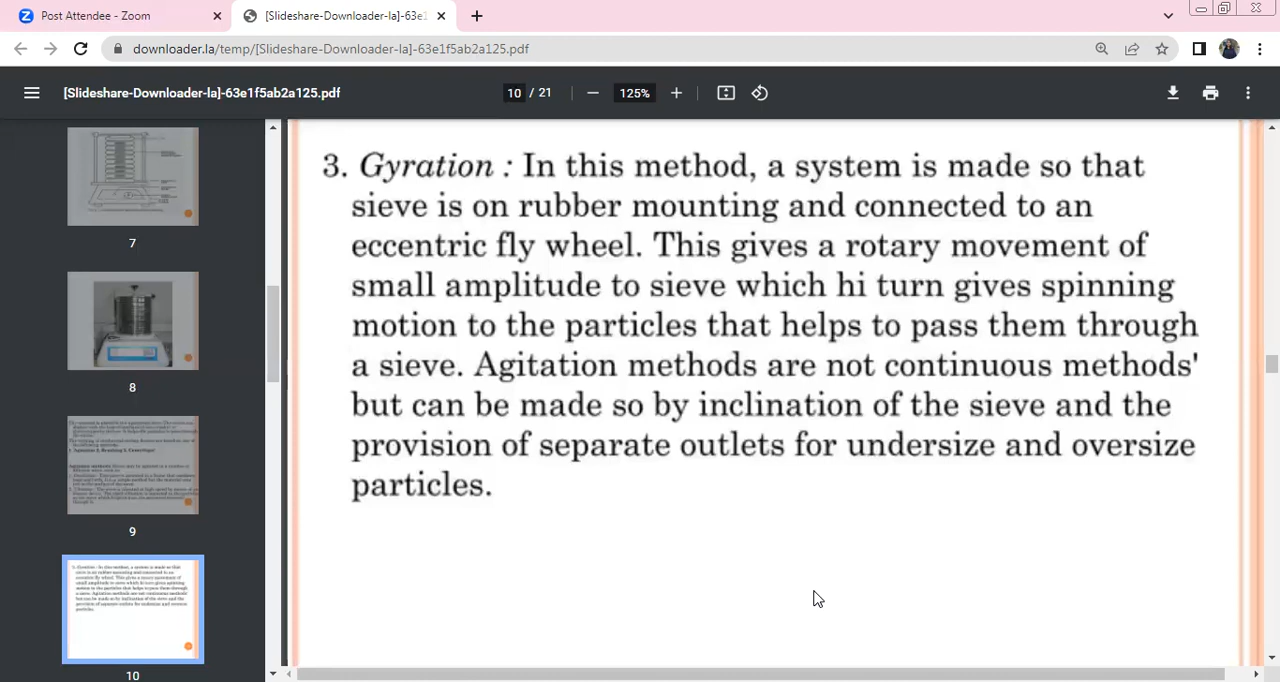 Post Attendee - Zoom
[Slideshare-Downloader-la]-63e1
downloader.la/temp/[Slideshare-Downloader-la]-63e1f5ab2a125.pdf
[Slideshare-Downloader-la]-63e1f5ab2a125.pdf
10 / 21
125%
3. Gyration : In this method, a system is made so that
sieve is on rubber mounting and connected to an
eccentric fly wheel. This gives a rotary movement of
small amplitude to sieve which hi turn gives spinning
motion to the particles that helps to pass them through
a sieve. Agitation methods are not continuous methods'
but can be made so by inclination of the sieve and the
provision of separate outlets for undersize and oversize
particles.
7
8
9
10